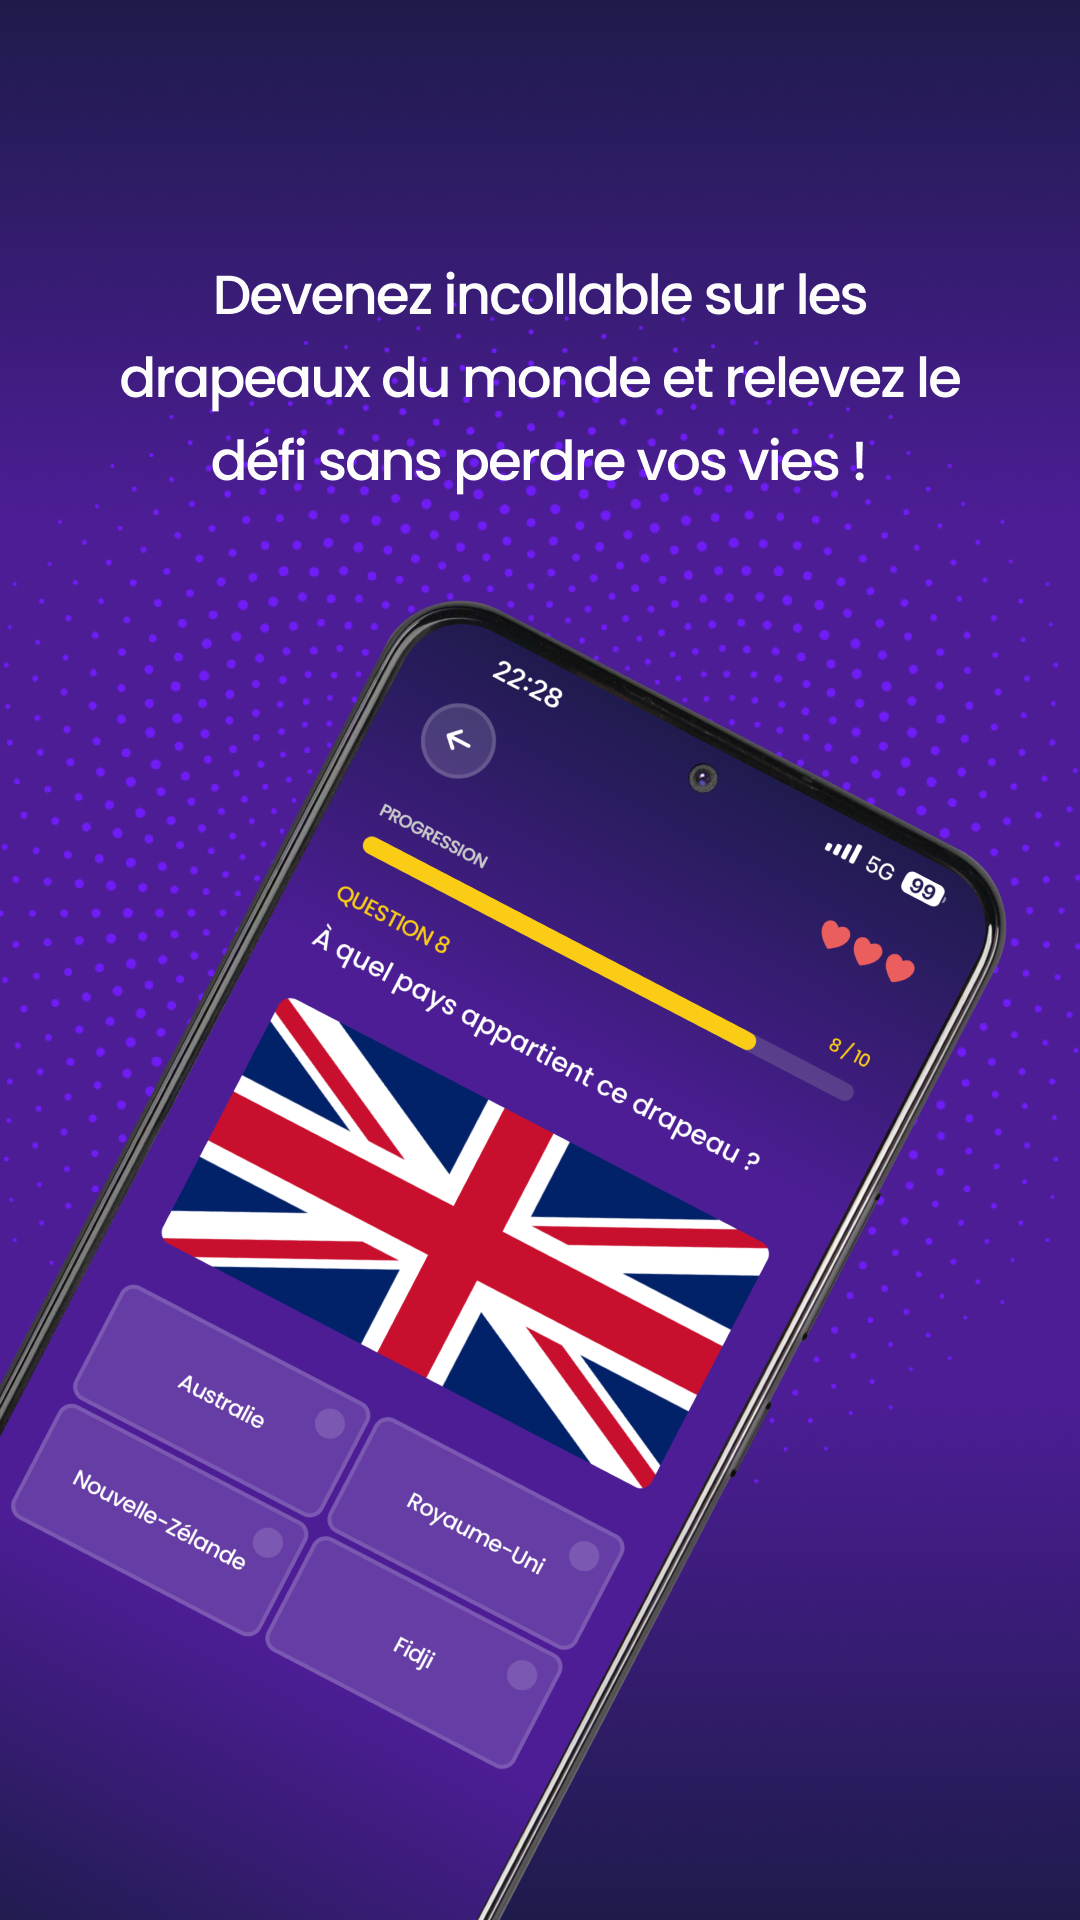 Devenez incollable sur les
drapeaux du monde et relevez le
défi sans perdre vos vies !
22:28
5G 99
PROGRESSION
8 / 10
QUESTION 8
À quel pays appartient ce drapeau ?
Australie
Royaume-Uni
Nouvelle-Zélande
Fidji